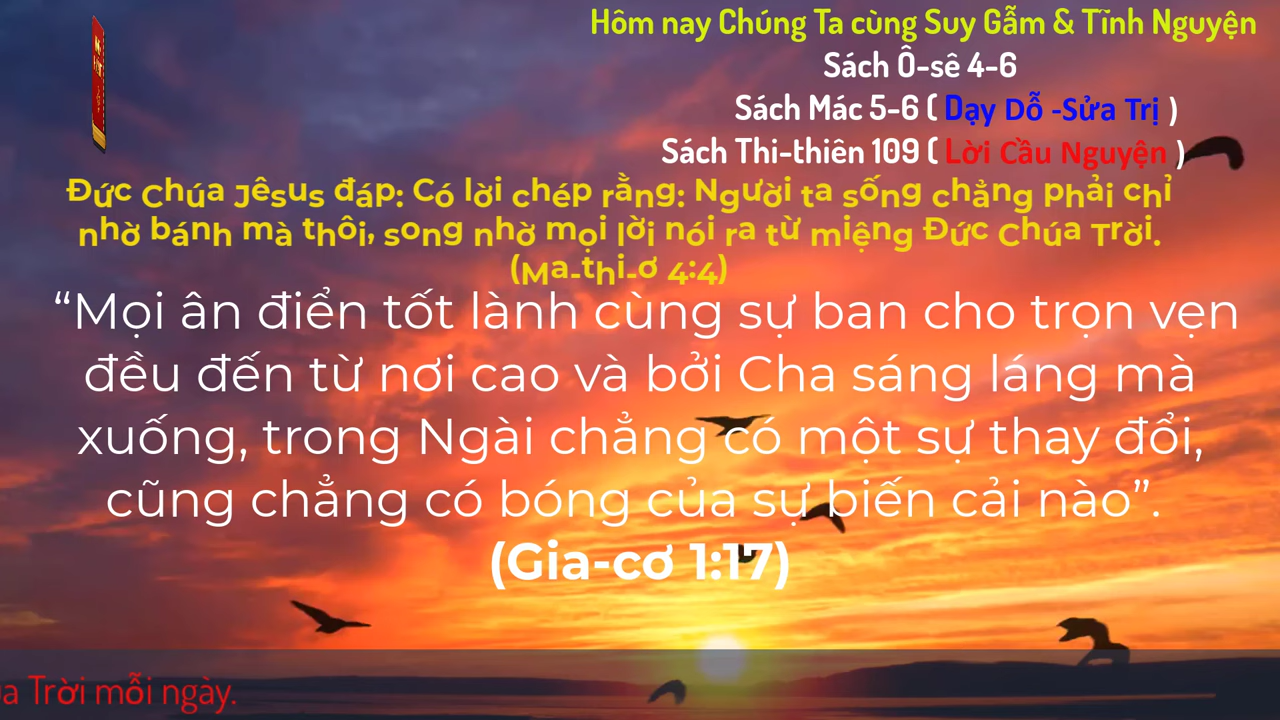 Hôm nay Chúng Ta cùng Suy Gẫm & Tĩnh Nguyện
Sách Ô-sê 4-6
Sách Mác 5-6 ( Dạy Dỗ -Sửa Trị )
Sách Thi-thiên 109 ( Lời Cầu Nguyện )
Đức Chúa Jêsus đáp: Có lời chép rằng: Người ta sống chẳng phải chỉ
nhờ bánh mà thôi, song nhờ mọi lời nói ra từ miệng Đức Chúa Trời.
(Ma-thi-ơ 4:4)
“Mọi ân điển tốt lành cùng sự ban cho trọn vẹn
đều đến từ nơi cao và bởi Cha sáng láng mà
xuống, trong Ngài chẳng có một sự thay đổi,
cũng chẳng có bóng của sự biến cải nào”.
(Gia-cơ 1:17)
Trời mỗi ngày.